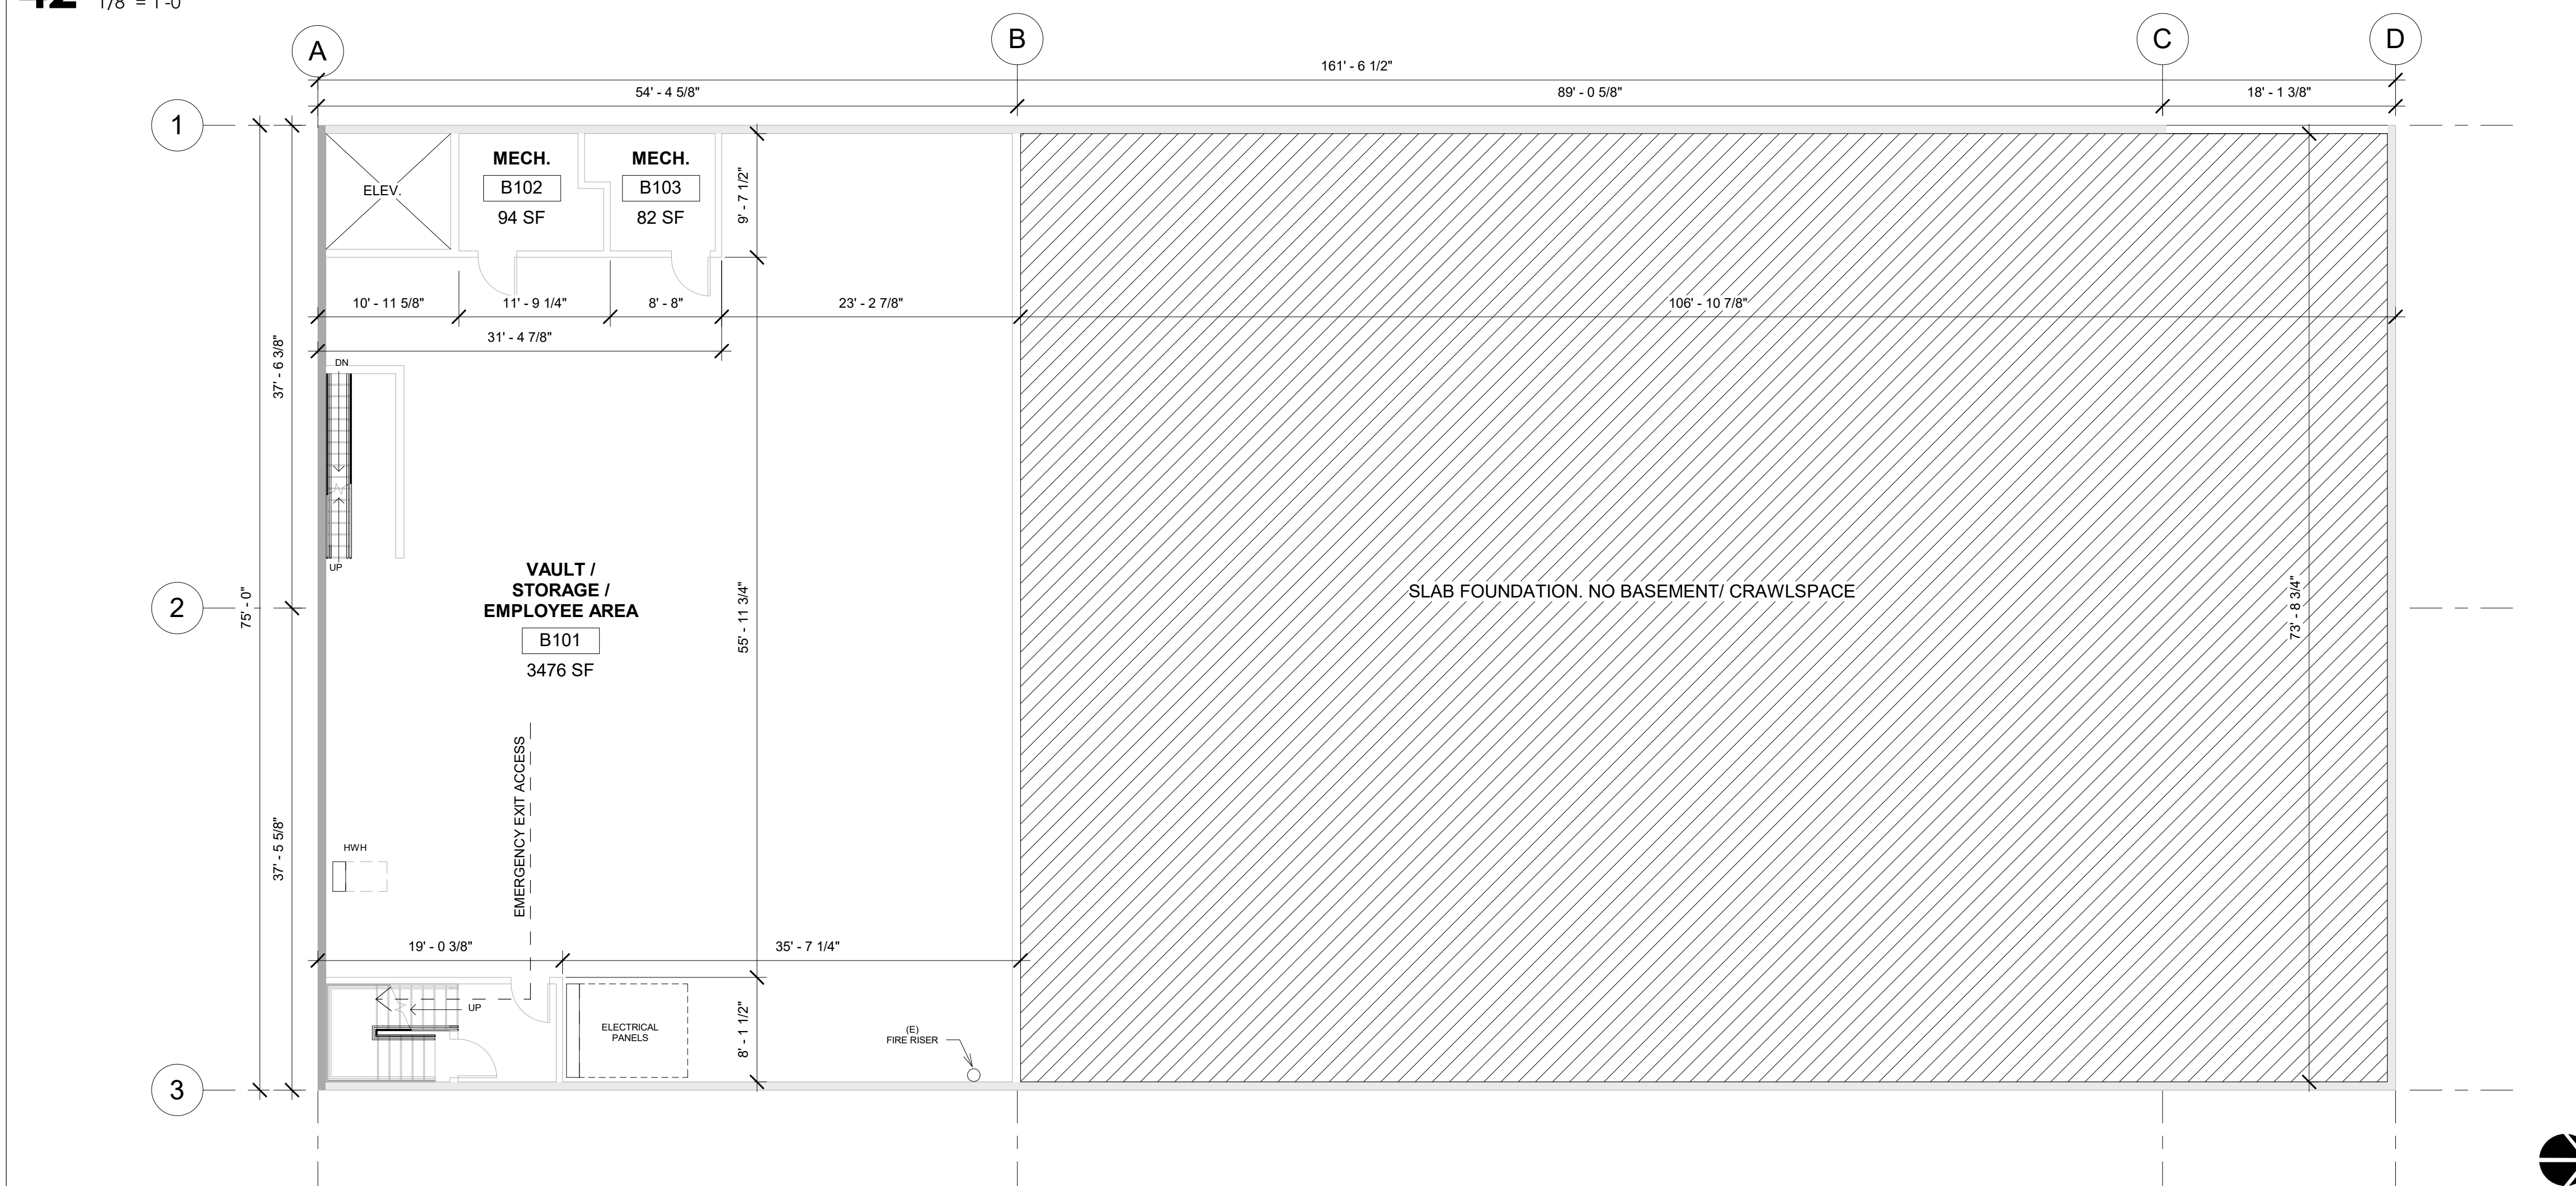 1/8" = 1'-0"
A
B
C
D
161' - 6 1/2"
54' - 4 5/8"
89' - 0 5/8"
18' - 1 3/8"
1
MECH.
B102
94 SF
MECH.
B103
82 SF
ELEV.
9' - 7 1/2"
10' - 11 5/8"
11' - 9 1/4"
8' - 8"
23' - 2 7/8"
106' - 10 7/8"
31' - 4 7/8"
37' - 6 3/8"
DN
UP
2
75' - 0"
VAULT /
STORAGE /
EMPLOYEE AREA
B101
3476 SF
55' - 11 3/4"
SLAB FOUNDATION. NO BASEMENT/ CRAWLSPACE
73' - 8 3/4"
EMERGENCY EXIT ACCESS
37' - 5 5/8"
HWH
19' - 0 3/8"
35' - 7 1/4"
UP
ELECTRICAL
PANELS
8' - 1 1/2"
(E)
FIRE RISER
3